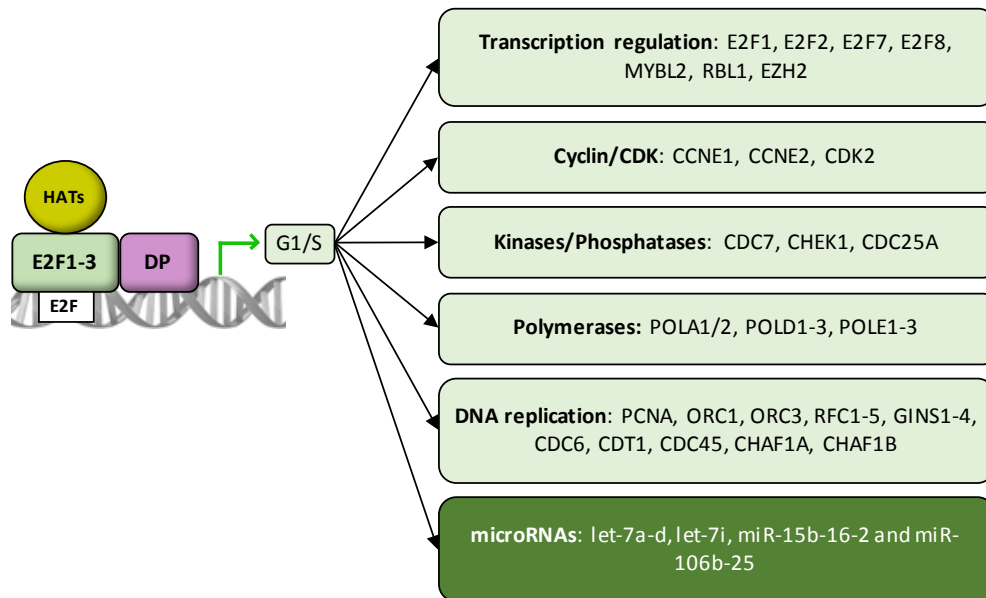 HATs
E2F1-3
DP
E2F
G1/S
Transcription regulation: E2F1, E2F2, E2F7, E2F8,
MYBL2, RBL1, EZH2
Cyclin/CDK: CCNE1, CCNE2, CDK2
Kinases/Phosphatases: CDC7, CHEK1, CDC25A
Polymerases: POLA1/2, POLD1-3, POLE1-3
DNA replication: PCNA, ORC1, ORC3, RFC1-5, GINS1-4,
CDC6, CDT1, CDC45, CHAF1A, CHAF1B
microRNAs: let-7a-d, let-7i, miR-15b-16-2 and miR-
106b-25